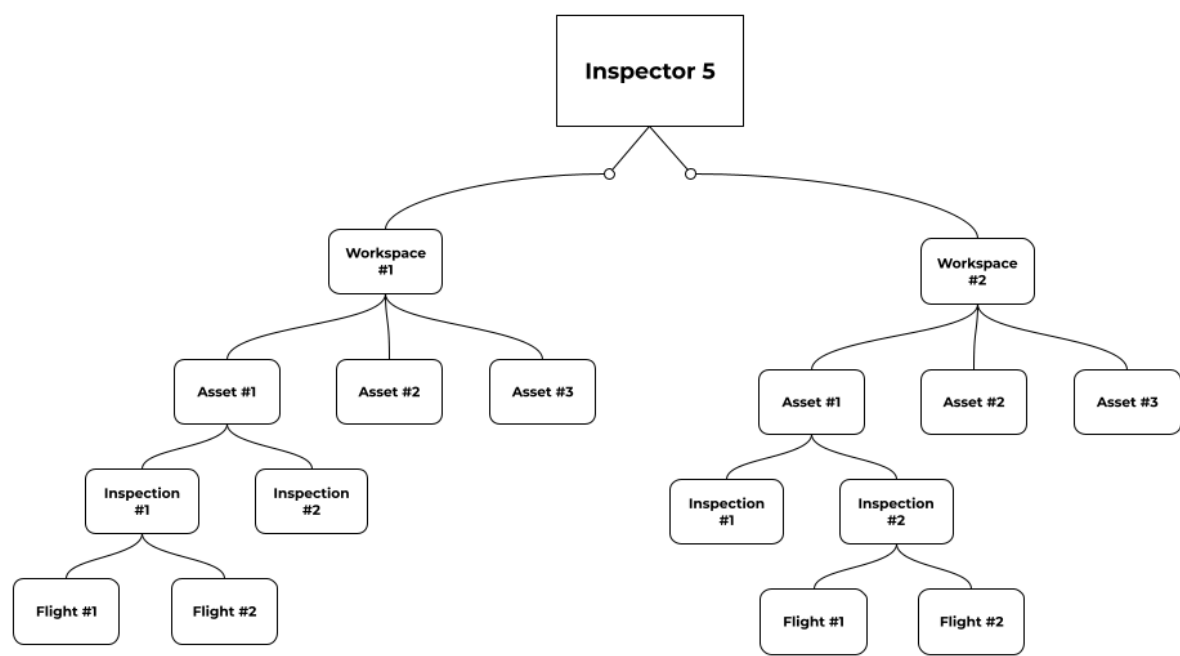 Inspector 5
Workspace
#1
Workspace
#2
Asset #1
Asset #2
Asset #3
Asset #1
Asset #2
Asset #3
Inspection
#1
Inspection
#2
Inspection
#1
Inspection
#2
Flight #1
Flight #2
Flight #1
Flight #2